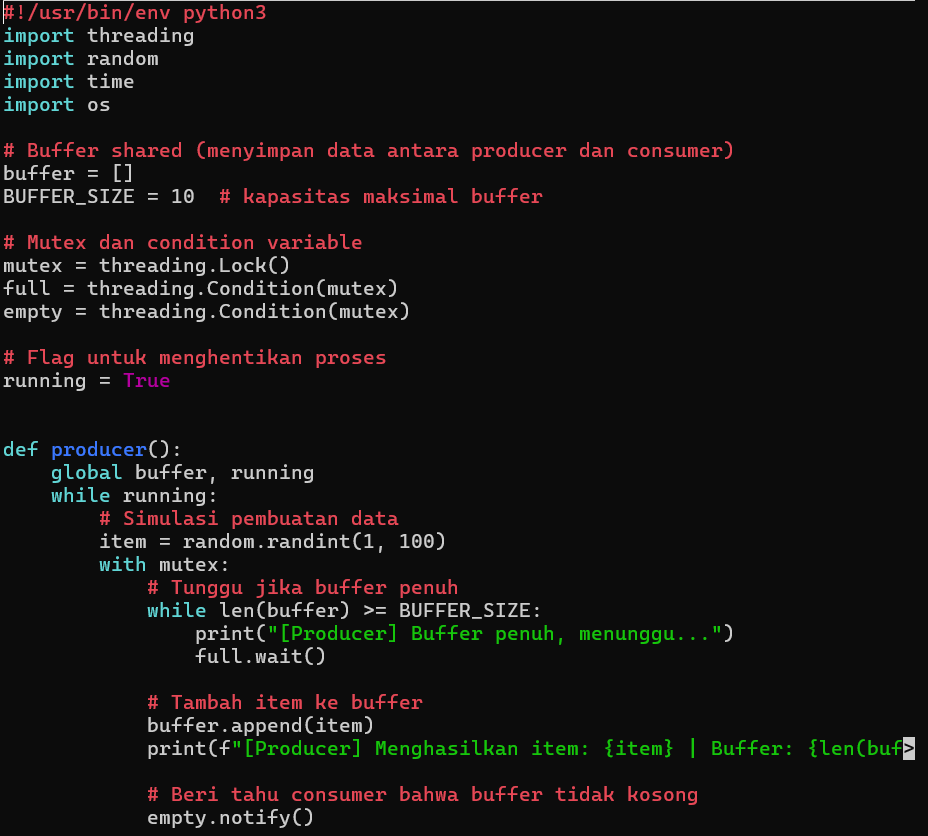 #!/usr/bin/env python3
import threading
import random
import time
import os

# Buffer shared (menyimpan data antara producer dan consumer)
buffer = []
BUFFER_SIZE = 10  # kapasitas maksimal buffer

# Mutex dan condition variable
mutex = threading.Lock()
full = threading.Condition(mutex)
empty = threading.Condition(mutex)

# Flag untuk menghentikan proses
running = True


def producer():
    global buffer, running
    while running:
        # Simulasi pembuatan data
        item = random.randint(1, 100)
        with mutex:
            # Tunggu jika buffer penuh
            while len(buffer) >= BUFFER_SIZE:
                print("[Producer] Buffer penuh, menunggu...")
                full.wait()

            # Tambah item ke buffer
            buffer.append(item)
            print(f"[Producer] Menghasilkan item: {item} | Buffer: {len(buf>

            # Beri tahu consumer bahwa buffer tidak kosong
            empty.notify()